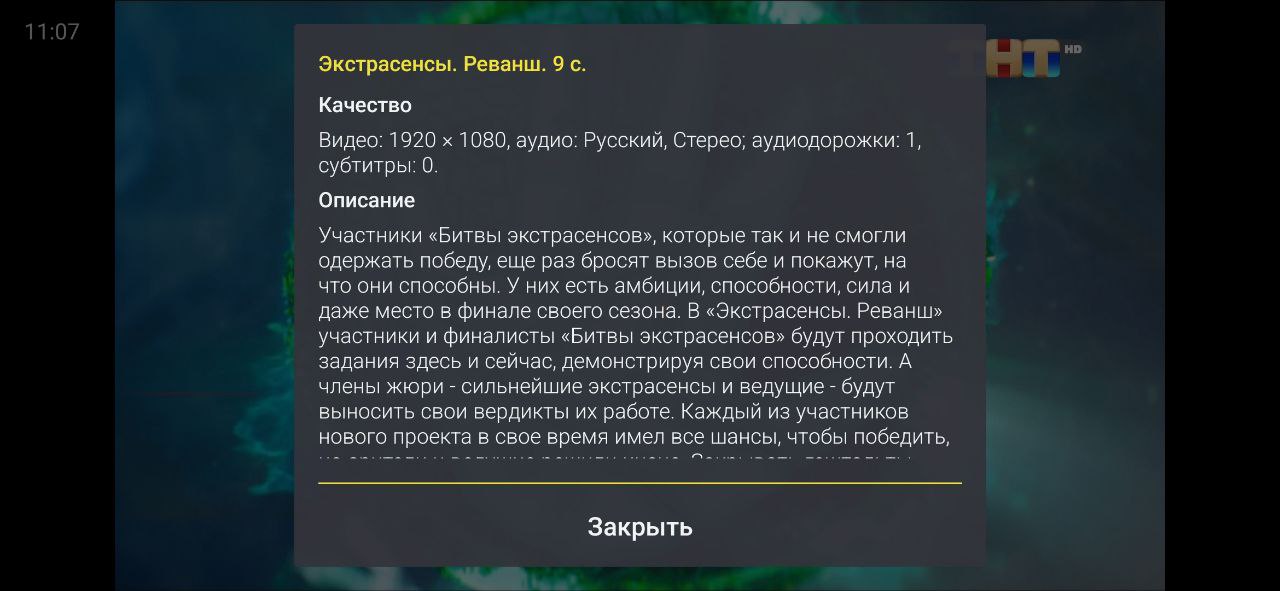 11:07
ТНТ HD
Экстрасенсы. Реванш. 9 с.
Качество
Видео: 1920 × 1080, аудио: Русский, Стерео; аудиодорожки: 1,
субтитры: 0.
Описание
Участники «Битвы экстрасенсов», которые так и не смогли
одержать победу, еще раз бросят вызов себе и покажут, на
что они способны. У них есть амбиции, способности, сила и
даже место в финале своего сезона. В «Экстрасенсы. Реванш»
участники и финалисты «Битвы экстрасенсов» будут проходить
задания здесь и сейчас, демонстрируя свои способности. А
члены жюри - сильнейшие экстрасенсы и ведущие - будут
выносить свои вердикты их работе. Каждый из участников
нового проекта в свое время имел все шансы, чтобы победить,
Закрыть